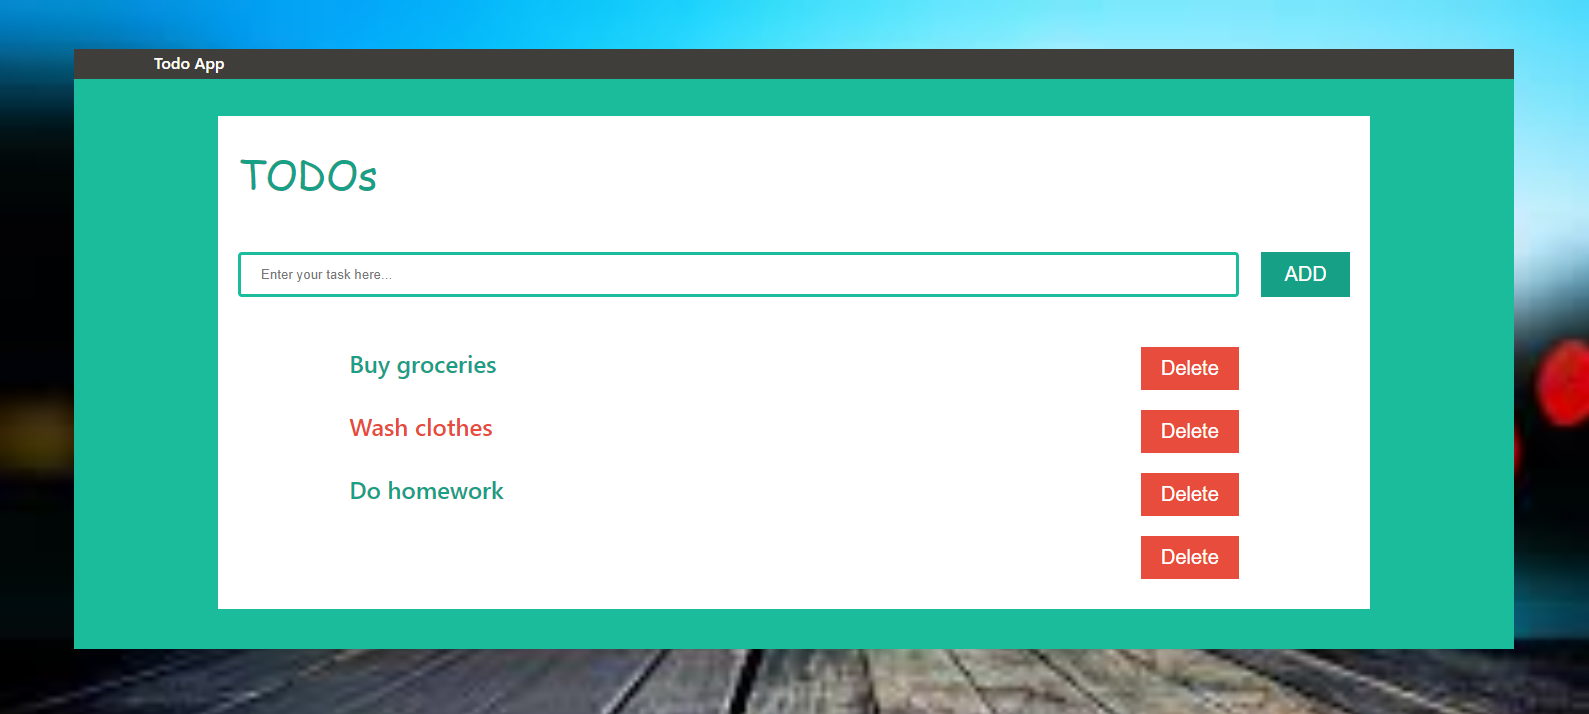 Todo App
TODOs
Enter your task here...
ADD
Buy groceries
Delete
Wash clothes
Delete
Do homework
Delete
Delete